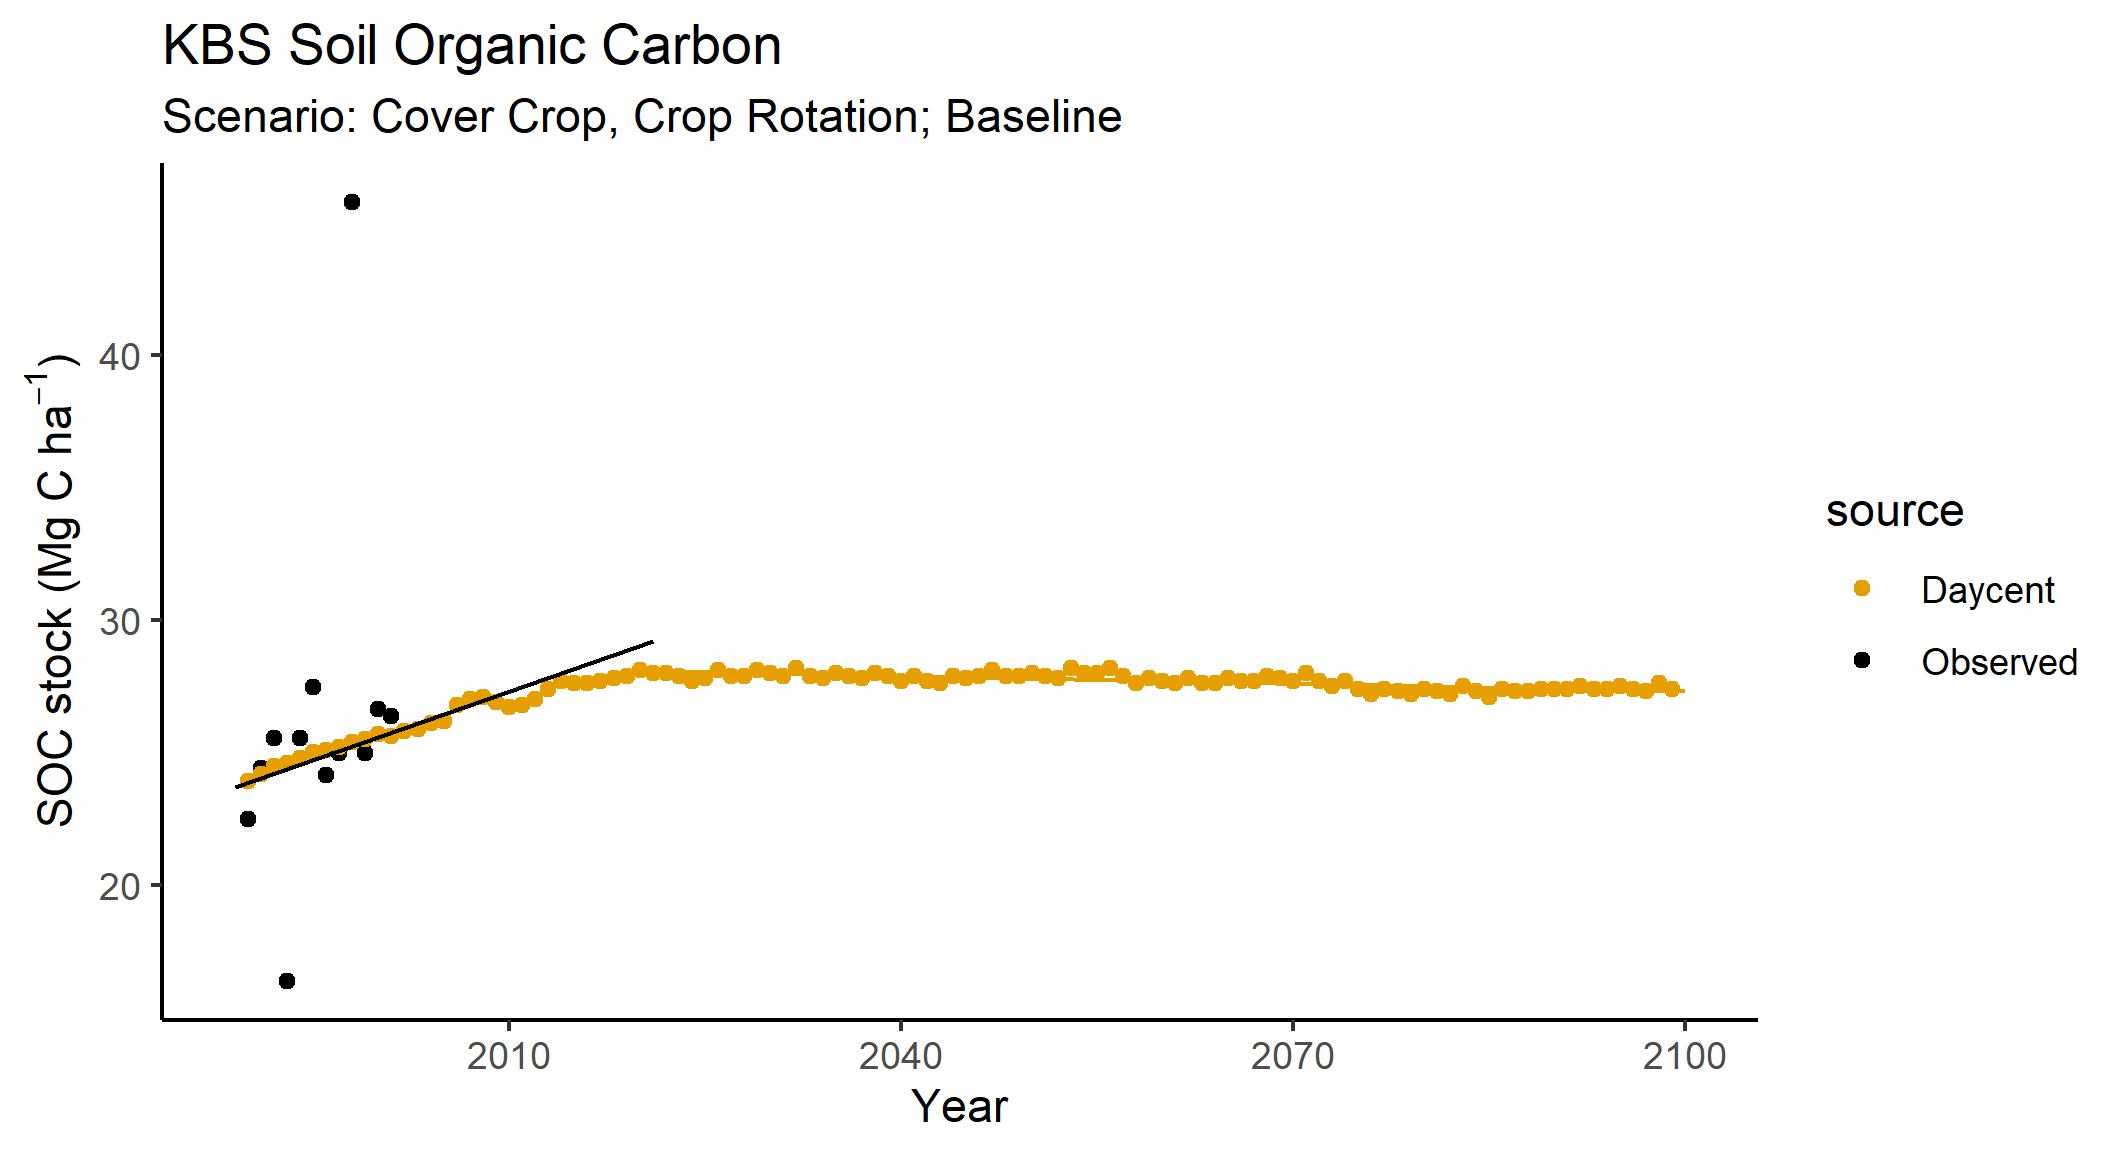 KBS Soil Organic Carbon
Scenario: Cover Crop, Crop Rotation; Baseline
SOC stock (Mg C ha⁻¹)
40
30
20
2010 2040 2070 2100
Year
source
Daycent
Observed